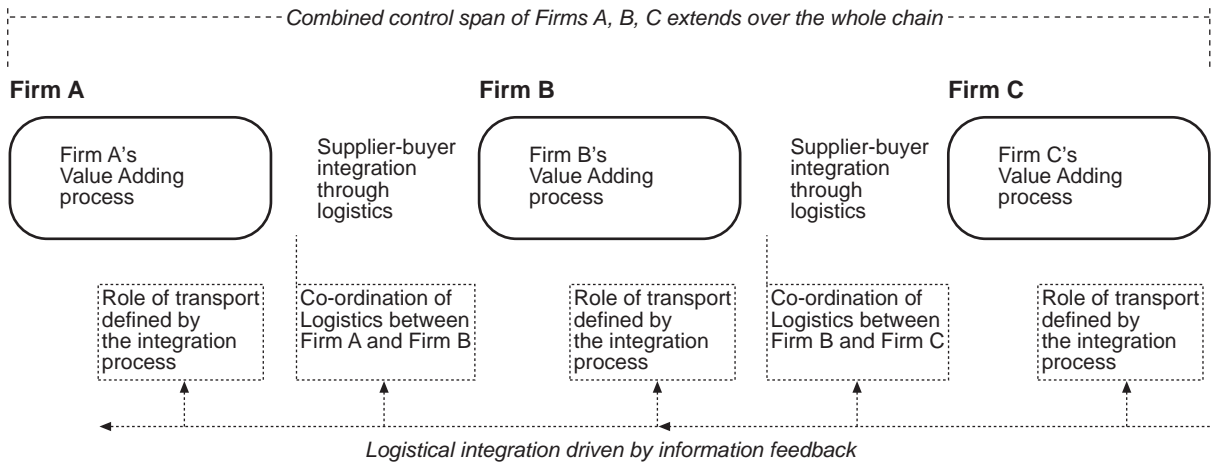 Combined control span of Firms A, B, C extends over the whole chain
Firm A
Firm B
Firm C
Firm A's
Value Adding
process
Supplier-buyer
integration
through
logistics
Firm B's
Value Adding
process
Supplier-buyer
integration
through
logistics
Firm C's
Value Adding
process
Role of transport
defined by
the integration
process
Co-ordination of
Logistics between
Firm A and Firm B
Role of transport
defined by
the integration
process
Co-ordination of
Logistics between
Firm B and Firm C
Role of transport
defined by
the integration
process
Logistical integration driven by information feedback